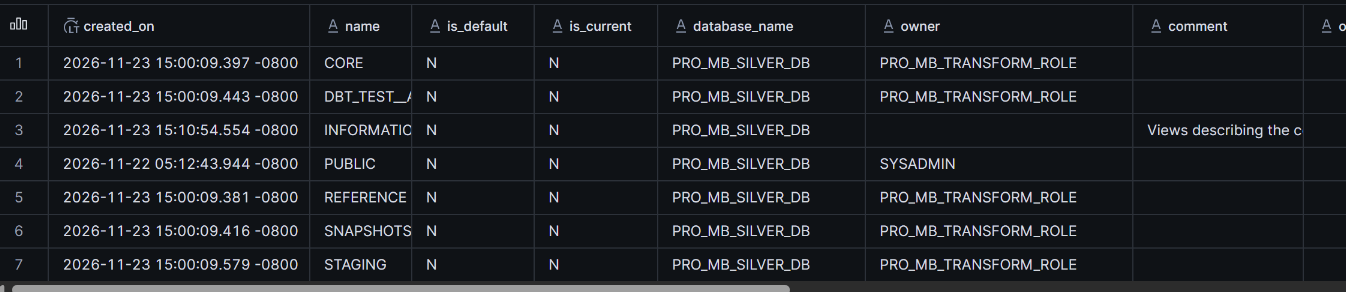 created_on name is_default is_current database_name owner comment
1 2026-11-23 15:00:09.397 -0800 CORE N N PRO_MB_SILVER_DB PRO_MB_TRANSFORM_ROLE
2 2026-11-23 15:00:09.443 -0800 DBT_TEST__A N N PRO_MB_SILVER_DB PRO_MB_TRANSFORM_ROLE
3 2026-11-23 15:10:54.554 -0800 INFORMATIC N N PRO_MB_SILVER_DB Views describing the c
4 2026-11-22 05:12:43.944 -0800 PUBLIC N N PRO_MB_SILVER_DB SYSADMIN
5 2026-11-23 15:00:09.381 -0800 REFERENCE N N PRO_MB_SILVER_DB PRO_MB_TRANSFORM_ROLE
6 2026-11-23 15:00:09.416 -0800 SNAPSHOTS N N PRO_MB_SILVER_DB PRO_MB_TRANSFORM_ROLE
7 2026-11-23 15:00:09.579 -0800 STAGING N N PRO_MB_SILVER_DB PRO_MB_TRANSFORM_ROLE